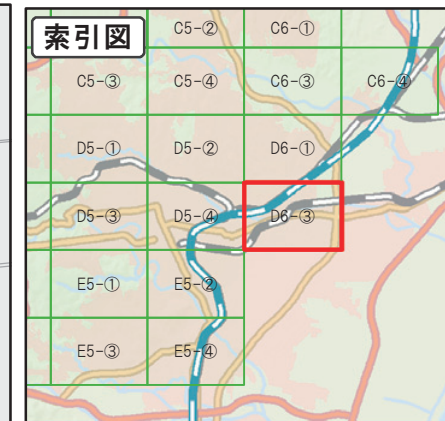 索引図
C5-② C6-①
C5-③ C5-④ C6-③ C6-④
D5-① D5-② D6-①
D5-③ D5-④ D6-③
E5-① E5-②
E5-③ E5-④